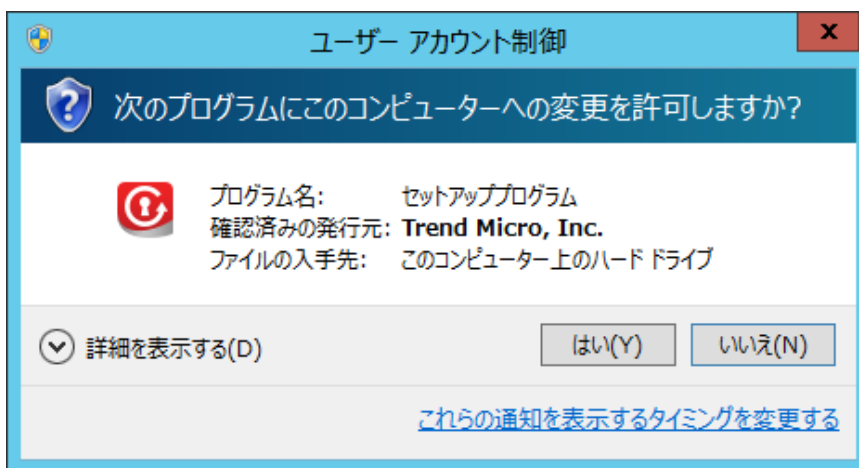 ユーザー アカウント制御
次のプログラムにこのコンピューターへの変更を許可しますか?
プログラム名: セットアッププログラム
確認済みの発行元: Trend Micro, Inc.
ファイルの入手先: このコンピューター上のハード ドライブ
詳細を表示する(D) はい(Y) いいえ(N)
これらの通知を表示するタイミングを変更する